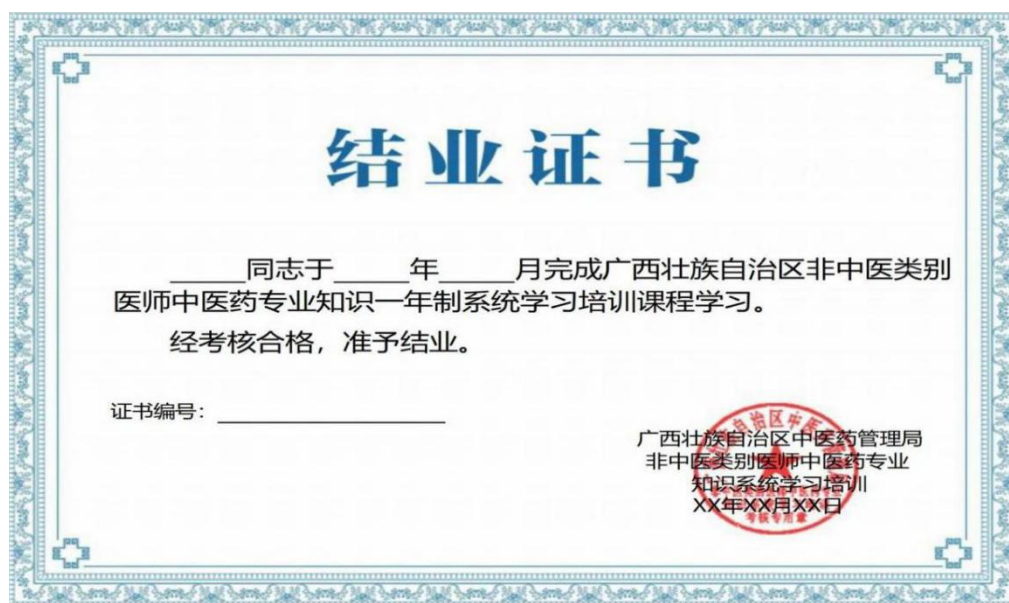 结业证书
______同志于______年______月完成广西壮族自治区非中医类别
医师中医药专业知识一年制系统学习培训课程学习。
经考核合格，准予结业。
证书编号：__________________
广西壮族自治区中医药管理局
非中医类别医师中医药专业
知识系统学习培训
XX年XX月XX日
考核专用章